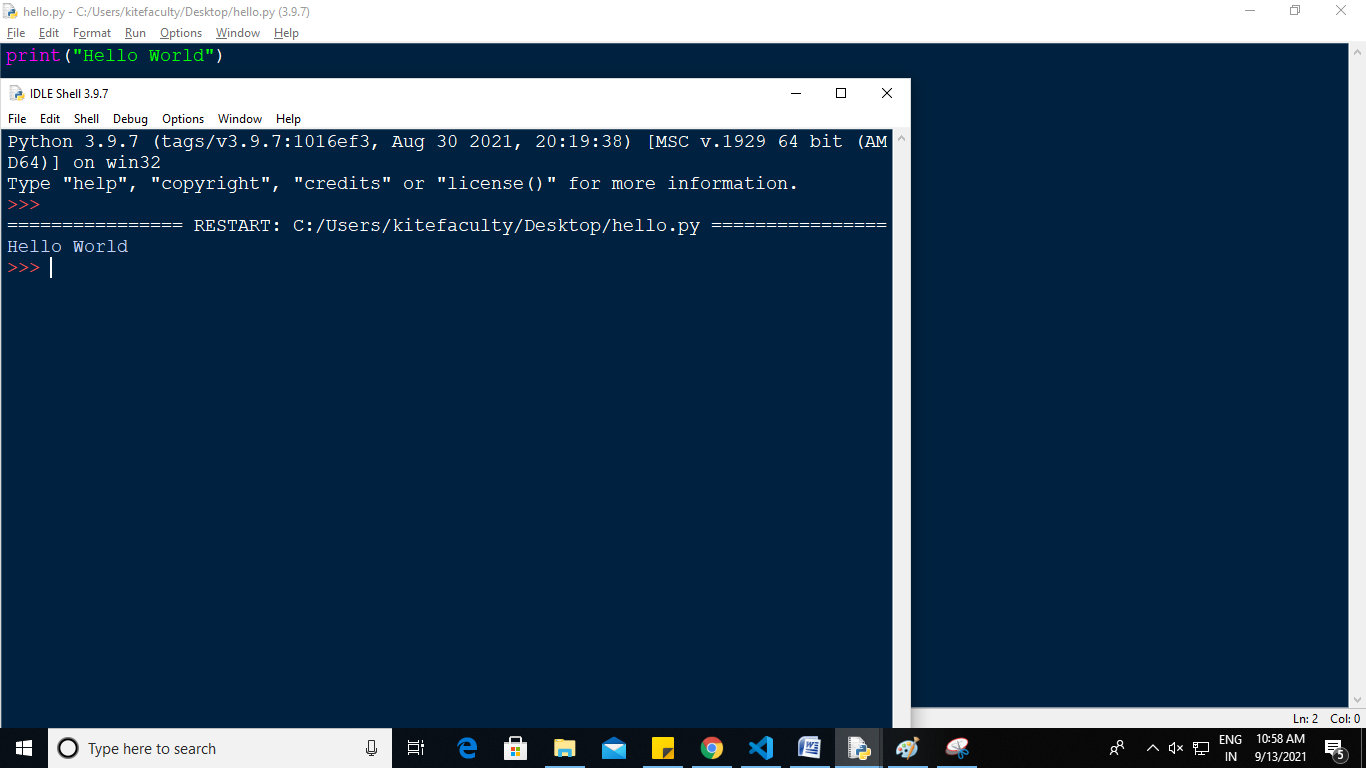 hello.py - C:/Users/kitefaculty/Desktop/hello.py (3.9.7)
File Edit Format Run Options Window Help
print("Hello World")
IDLE Shell 3.9.7
File Edit Shell Debug Options Window Help
Python 3.9.7 (tags/v3.9.7:1016ef3, Aug 30 2021, 20:19:38) [MSC v.1929 64 bit (AM
D64)] on win32
Type "help", "copyright", "credits" or "license()" for more information.
>>>
================ RESTART: C:/Users/kitefaculty/Desktop/hello.py ================
Hello World
>>>
Ln: 2 Col: 0
Type here to search
ENG
IN
10:58 AM
9/13/2021
5